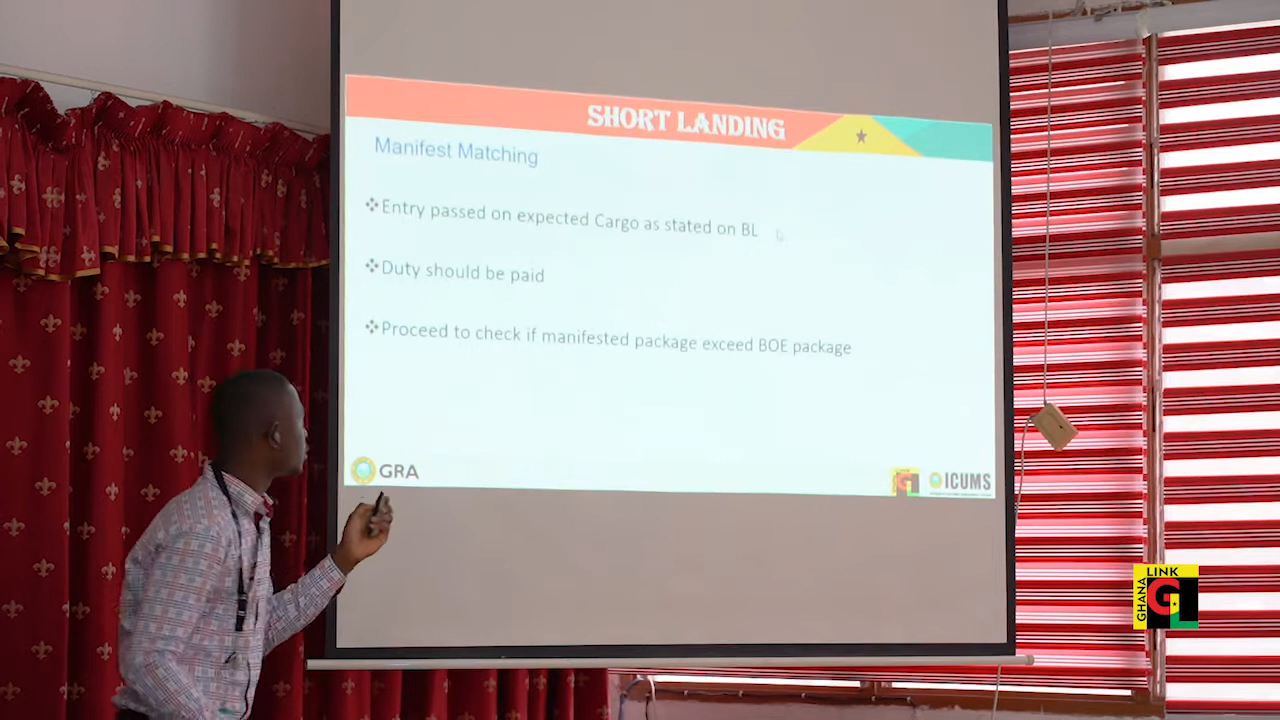 SHORT LANDING
Manifest Matching
Entry passed on expected Cargo as stated on BL
Duty should be paid
Proceed to check if manifested package exceed BOE package
GRA
ICUMS
GHANA
LINK
GL